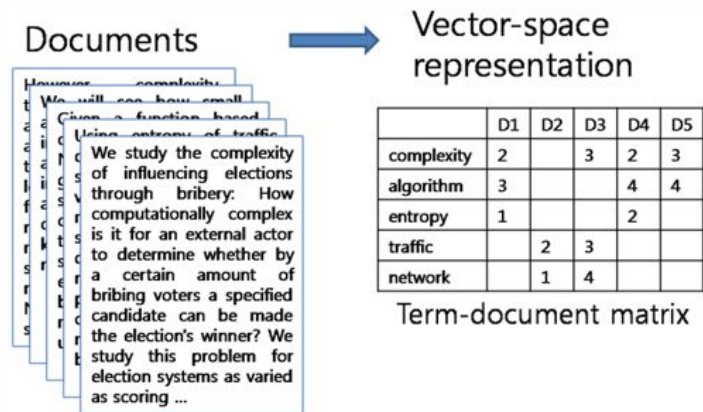 Documents
Vector-space
representation
However complexity
We will see how small
Given a function based
Using entropy of traffic
We study the complexity
of influencing elections
through bribery: How
computationally complex
is it for an external actor
to determine whether by
a certain amount of
bribing voters a specified
candidate can be made
the election's winner? We
study this problem for
election systems as varied
as scoring ...
D1 D2 D3 D4 D5
complexity 2 3 2 3
algorithm 3 4 4
entropy 1 2
traffic 2 3
network 1 4
Term-document matrix